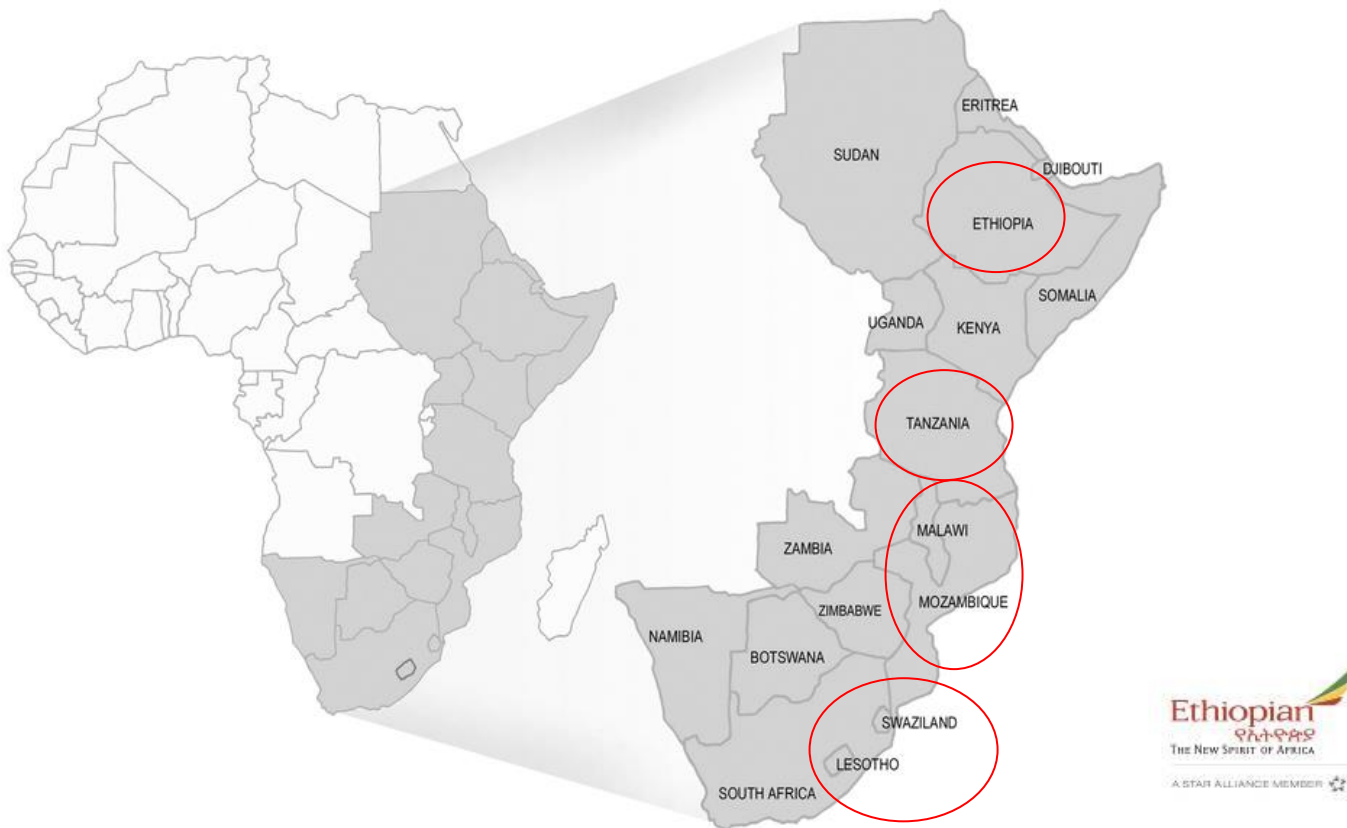 ERITREA
SUDAN
DJIBOUTI
ETHIOPIA
SOMALIA
UGANDA
KENYA
TANZANIA
MALAWI
ZAMBIA
MOZAMBIQUE
ZIMBABWE
NAMIBIA
BOTSWANA
SWAZILAND
LESOTHO
SOUTH AFRICA
Ethiopian
የኢትዮጵያ
THE NEW SPIRIT OF AFRICA
A STAR ALLIANCE MEMBER